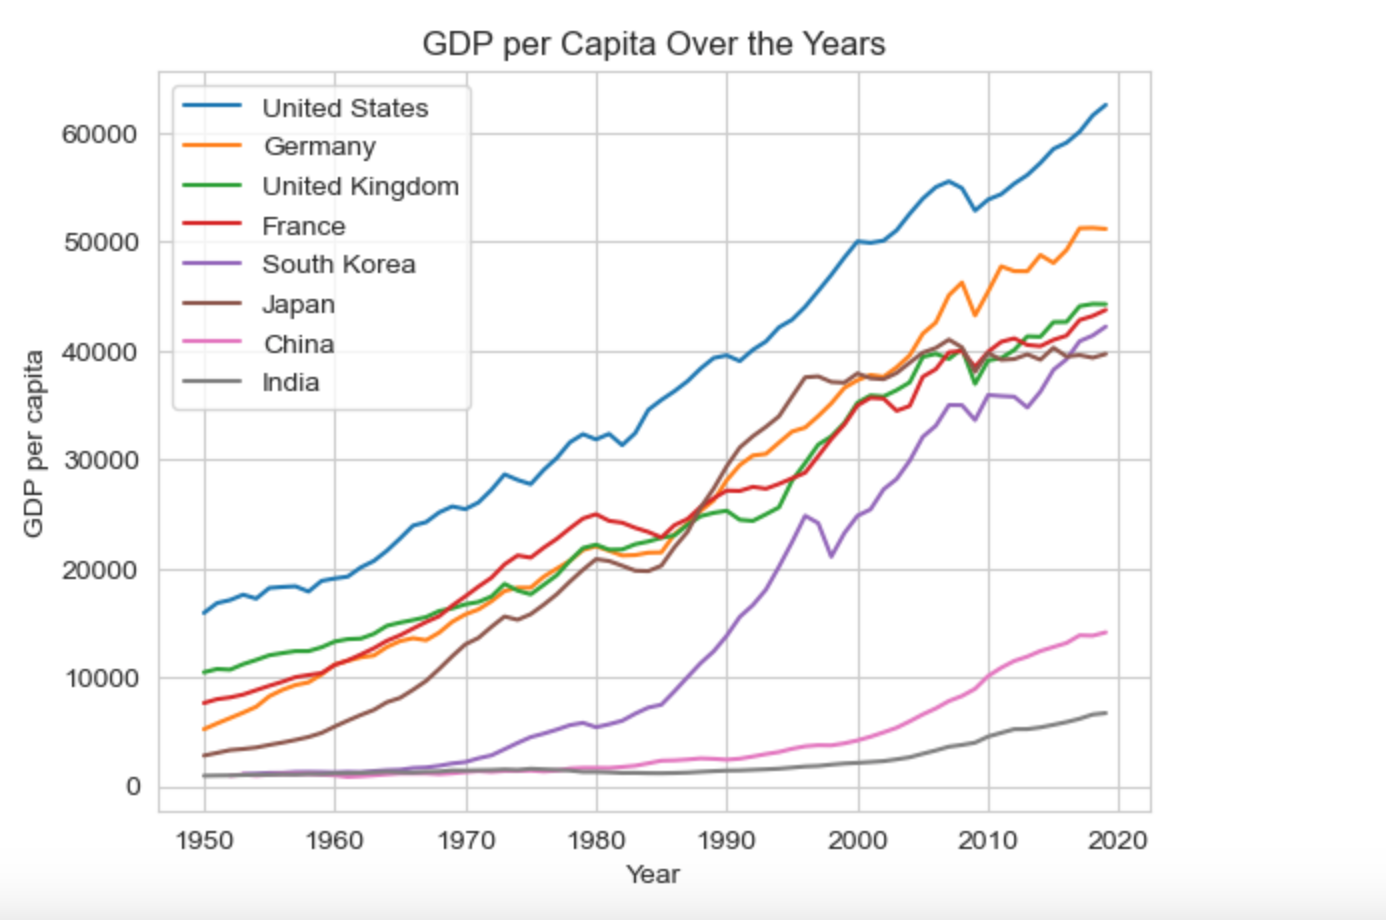 GDP per Capita Over the Years
United States
Germany
United Kingdom
France
South Korea
Japan
China
India
GDP per capita
60000
50000
40000
30000
20000
10000
0
1950 1960 1970 1980 1990 2000 2010 2020
Year